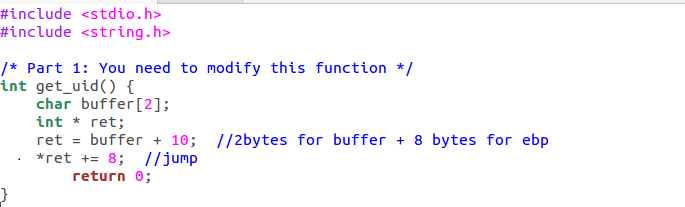 #include <stdio.h>
#include <string.h>
/* Part 1: You need to modify this function */
int get_uid() {
char buffer[2];
int * ret;
ret = buffer + 10;  //2bytes for buffer + 8 bytes for ebp
*ret += 8;  //jump
return 0;
}